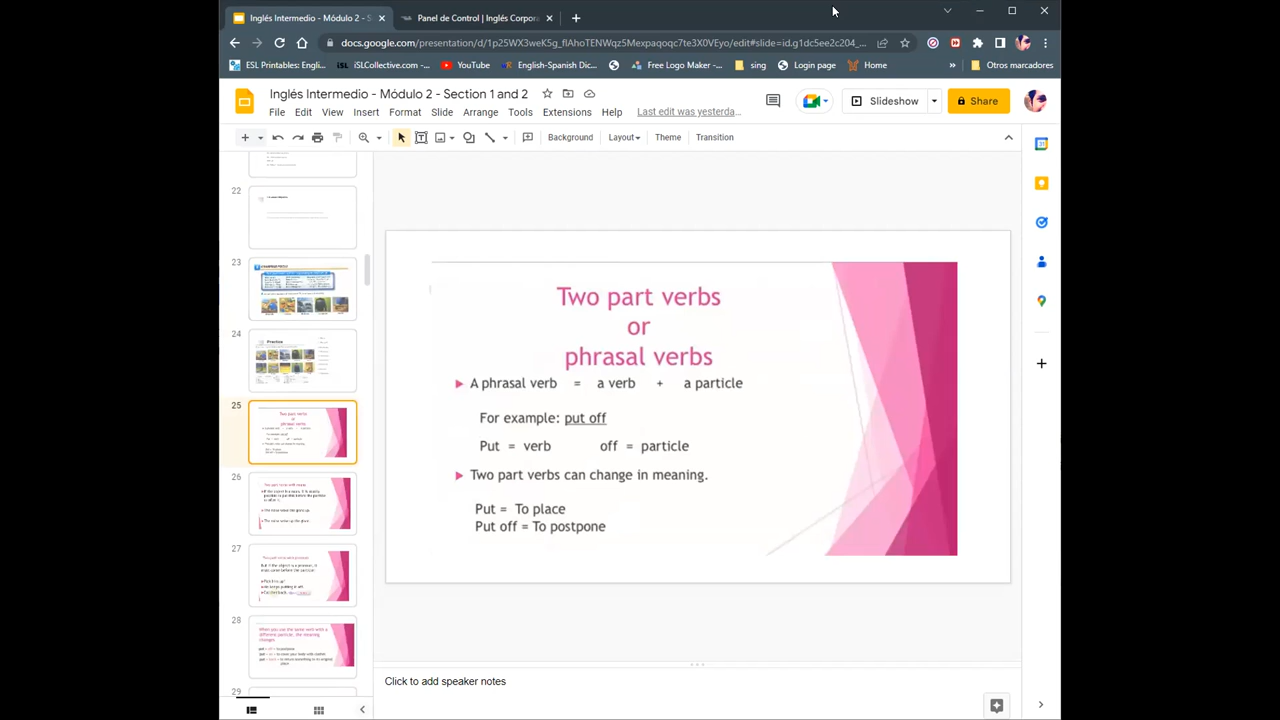 Inglés Intermedio - Módulo 2 - S
Panel de Control | Inglés Corpora
docs.google.com/presentation/d/1p25WX3weK5g_flAhoTENWqz5Mexpaqoqc7te3X0VEyo/edit#slide=id.g1dc5ee2c204_...
ESL Printables: Engli...
iSLCollective.com -...
YouTube
English-Spanish Dic...
Free Logo Maker -...
sing
Login page
Home
Otros marcadores
Inglés Intermedio - Módulo 2 - Section 1 and 2
File Edit View Insert Format Slide Arrange Tools Extensions Help Last edit was yesterda...
Slideshow
Share
Background Layout Theme Transition
22
23
24
Practice
25
26
27
28
29
Two part verbs
or
phrasal verbs
A phrasal verb = a verb + a particle
For example: put off
Put = verb off = particle
Two part verbs can change in meaning.
Put = To place
Put off = To postpone
Click to add speaker notes